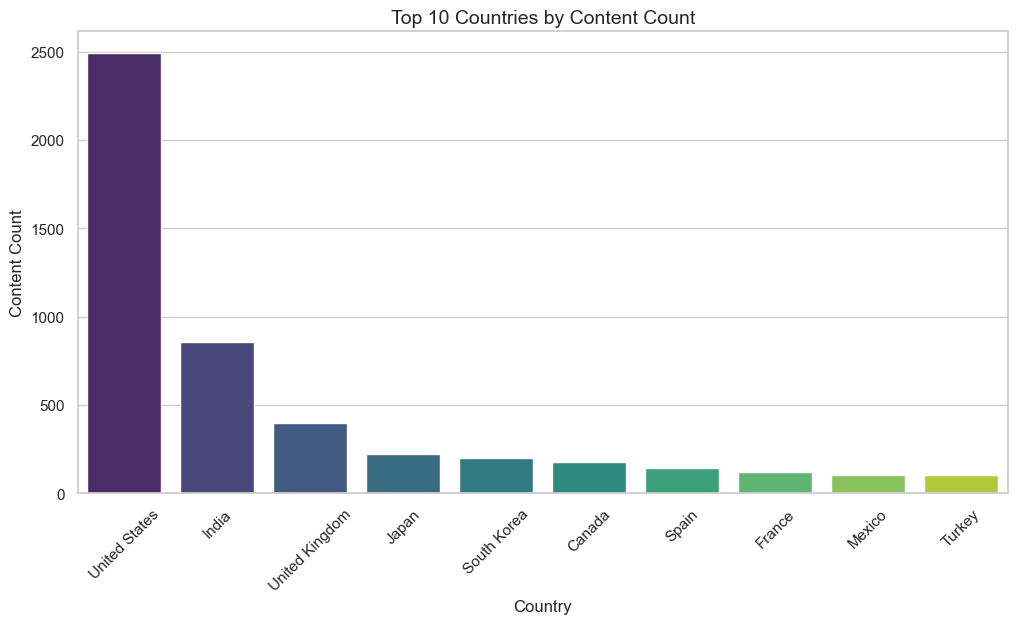 Top 10 Countries by Content Count
Content Count
2500
2000
1500
1000
500
0
United States
India
United Kingdom
Japan
South Korea
Canada
Spain
France
Mexico
Turkey
Country